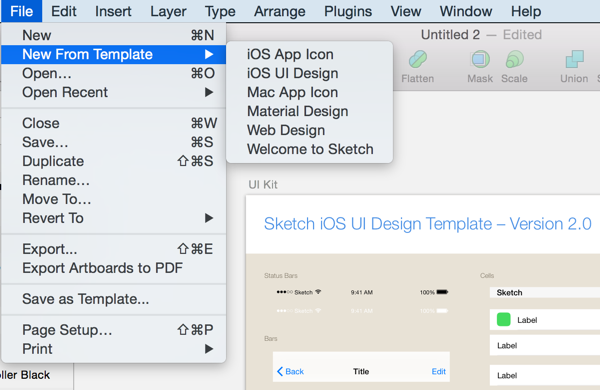 File Edit Insert Layer Type Arrange Plugins View Window Help
New ⌘N
New From Template ▶
Open... ⌘O
Open Recent ▶
Close ⌘W
Save... ⌘S
Duplicate ⇧⌘S
Rename...
Move To...
Revert To ▶
Export... ⇧⌘E
Export Artboards to PDF
Save as Template...
Page Setup... ⇧⌘P
Print ▶
iOS App Icon
iOS UI Design
Mac App Icon
Material Design
Web Design
Welcome to Sketch
Untitled 2 — Edited
Flatten Mask Scale Union
UI Kit
Sketch iOS UI Design Template – Version 2.0
Status Bars
Sketch 9:41 AM 100%
Sketch 9:41 AM 100%
Bars
Back Title Edit
Cells
Sketch
Label
Label
Label
oller Black